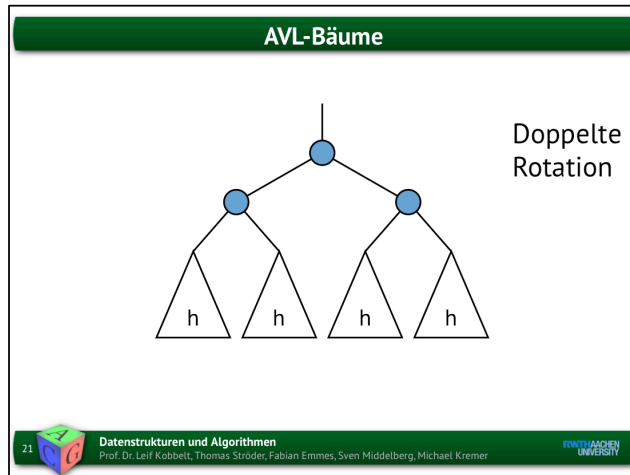 AVL-Bäume
Doppelte
Rotation
h h h h
21
A
C G
Datenstrukturen und Algorithmen
Prof. Dr. Leif Kobbelt, Thomas Ströder, Fabian Emmes, Sven Middelberg, Michael Kremer
RWTHAACHEN
UNIVERSITY